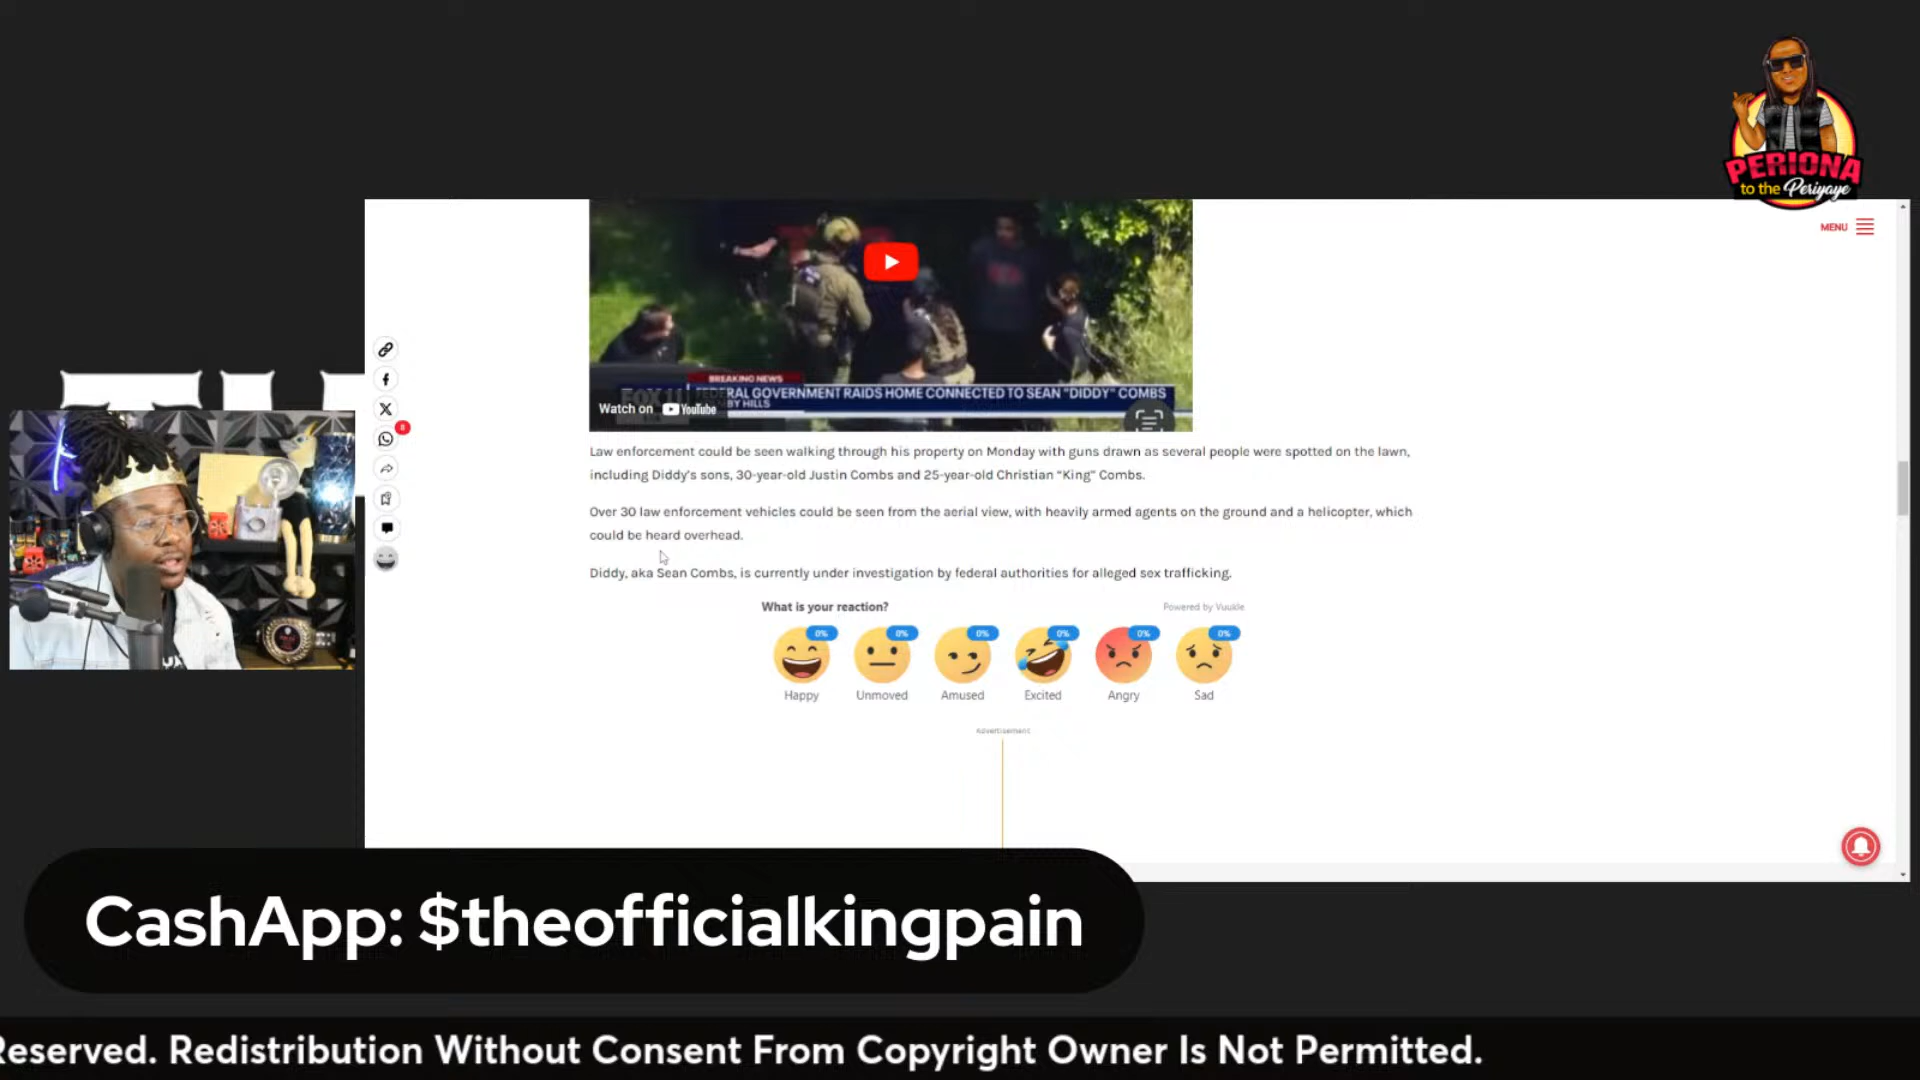 PERIONA
to the Periyaye
MENU
8
BREAKING NEWS
FEDERAL GOVERNMENT RAIDS HOME CONNECTED TO SEAN "DIDDY" COMBS
BY HILLS
Watch on YouTube
Law enforcement could be seen walking through his property on Monday with guns drawn as several people were spotted on the lawn,
including Diddy's sons, 30-year-old Justin Combs and 25-year-old Christian "King" Combs.
Over 30 law enforcement vehicles could be seen from the aerial view, with heavily armed agents on the ground and a helicopter, which
could be heard overhead.
Diddy, aka Sean Combs, is currently under investigation by federal authorities for alleged sex trafficking.
What is your reaction?
Powered by Vuukle
0% 0% 0% 0% 0% 0%
Happy Unmoved Amused Excited Angry Sad
Advertisement
CashApp: $theofficialkingpain
Reserved. Redistribution Without Consent From Copyright Owner Is Not Permitted.